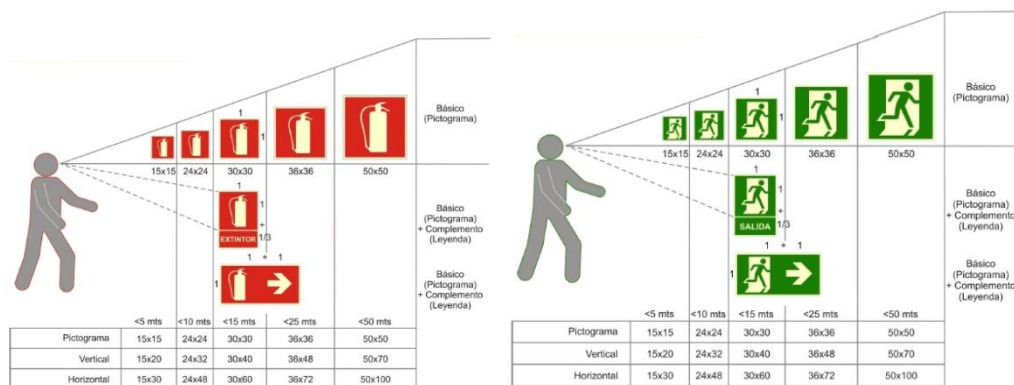 1
1
Básico
(Pictograma)
15x15 24x24 30x30 36x36 50x50
1
1
+
1/3
EXTINTOR
Básico
(Pictograma)
+ Complemento
(Leyenda)
1 + 1
1
Básico
(Pictograma)
+ Complemento
(Leyenda)
<5 mts <10 mts <15 mts <25 mts <50 mts
Pictograma 15x15 24x24 30x30 36x36 50x50
Vertical 15x20 24x32 30x40 36x48 50x70
Horizontal 15x30 24x48 30x60 36x72 50x100
1
1
Básico
(Pictograma)
15x15 24x24 30x30 36x36 50x50
1
1
+
1/3
SALIDA
Básico
(Pictograma)
+ Complemento
(Leyenda)
1 + 1
1
Básico
(Pictograma)
+ Complemento
(Leyenda)
<5 mts <10 mts <15 mts <25 mts <50 mts
Pictograma 15x15 24x24 30x30 36x36 50x50
Vertical 15x20 24x32 30x40 36x48 50x70
Horizontal 15x30 24x48 30x60 36x72 50x100